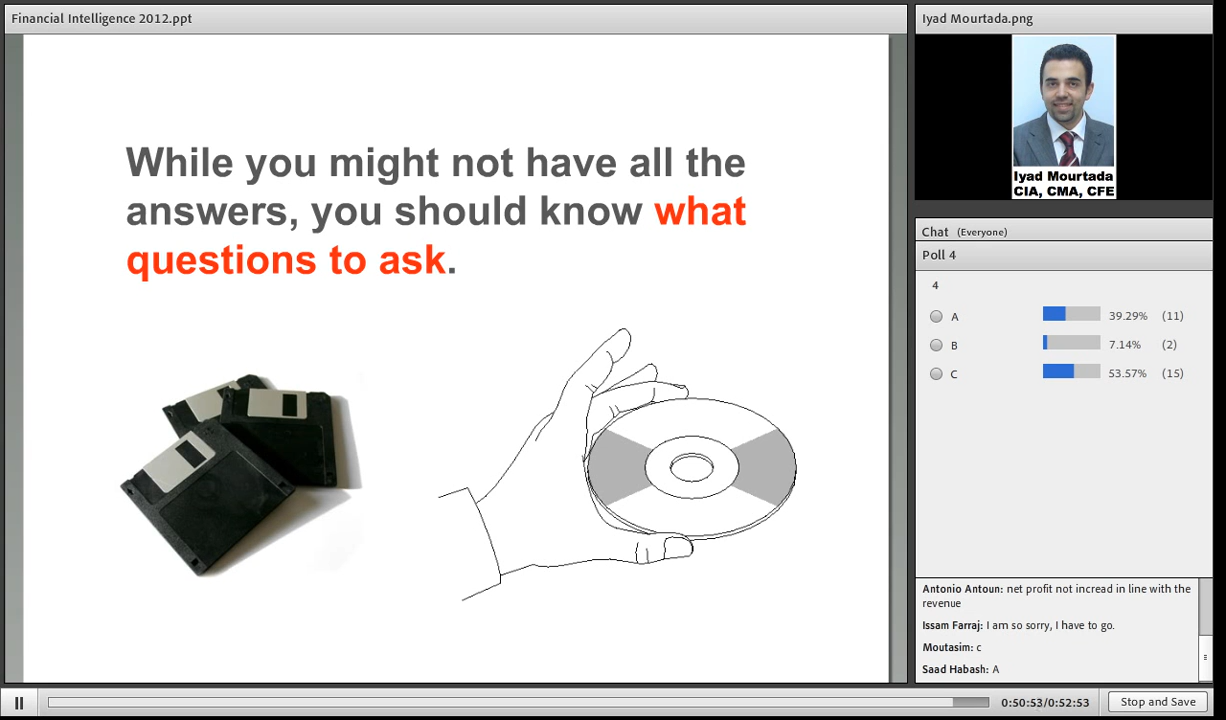 Financial Intelligence 2012.ppt
While you might not have all the
answers, you should know what
questions to ask.
Iyad Mourtada.png
Iyad Mourtada
CIA, CMA, CFE
Chat (Everyone)
Poll 4
4
A 39.29% (11)
B 7.14% (2)
C 53.57% (15)
Antonio Antoun: net profit not incread in line with the
revenue
Issam Farraj: I am so sorry, I have to go.
Moutasim: c
Saad Habash: A
0:50:53/0:52:53
Stop and Save